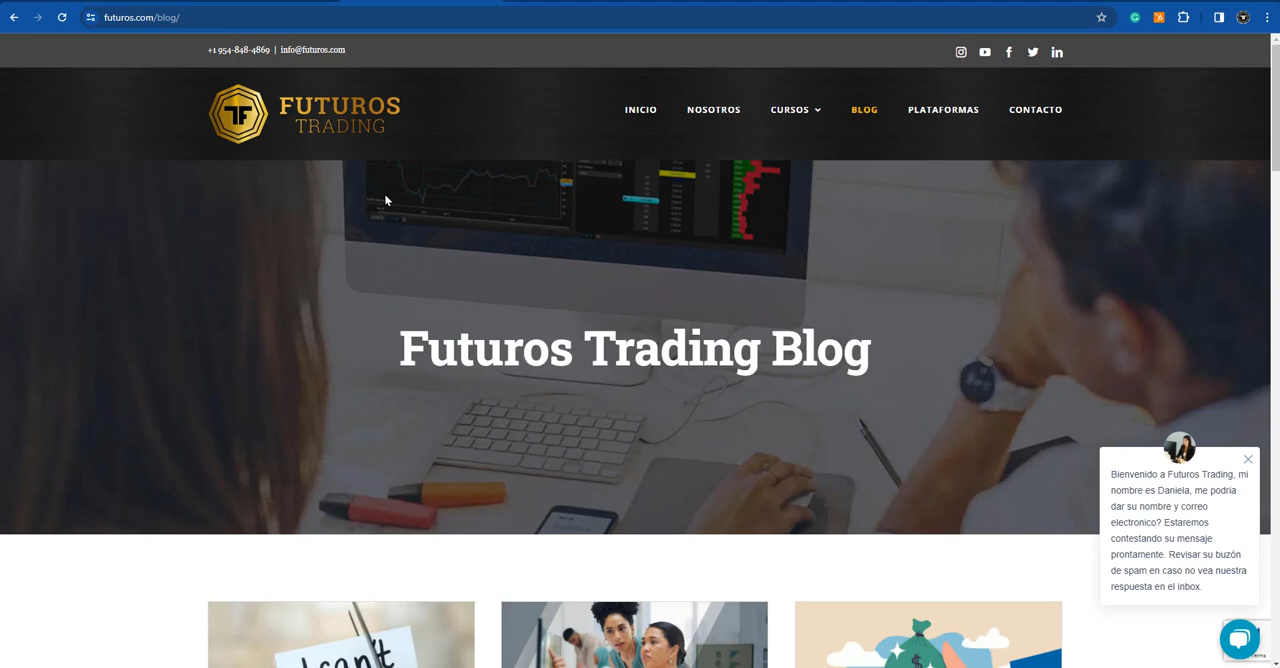 futuros.com/blog/
+1 954-848-4869 | info@futuros.com
FUTUROS
TRADING
INICIO
NOSOTROS
CURSOS
BLOG
PLATAFORMAS
CONTACTO
Futuros Trading Blog
Bienvenido a Futuros Trading, mi
nombre es Daniela, me podria
dar su nombre y correo
electronico? Estaremos
contestando su mensaje
prontamente. Revisar su buzón
de spam en caso no vea nuestra
respuesta en el inbox.
I can't
$